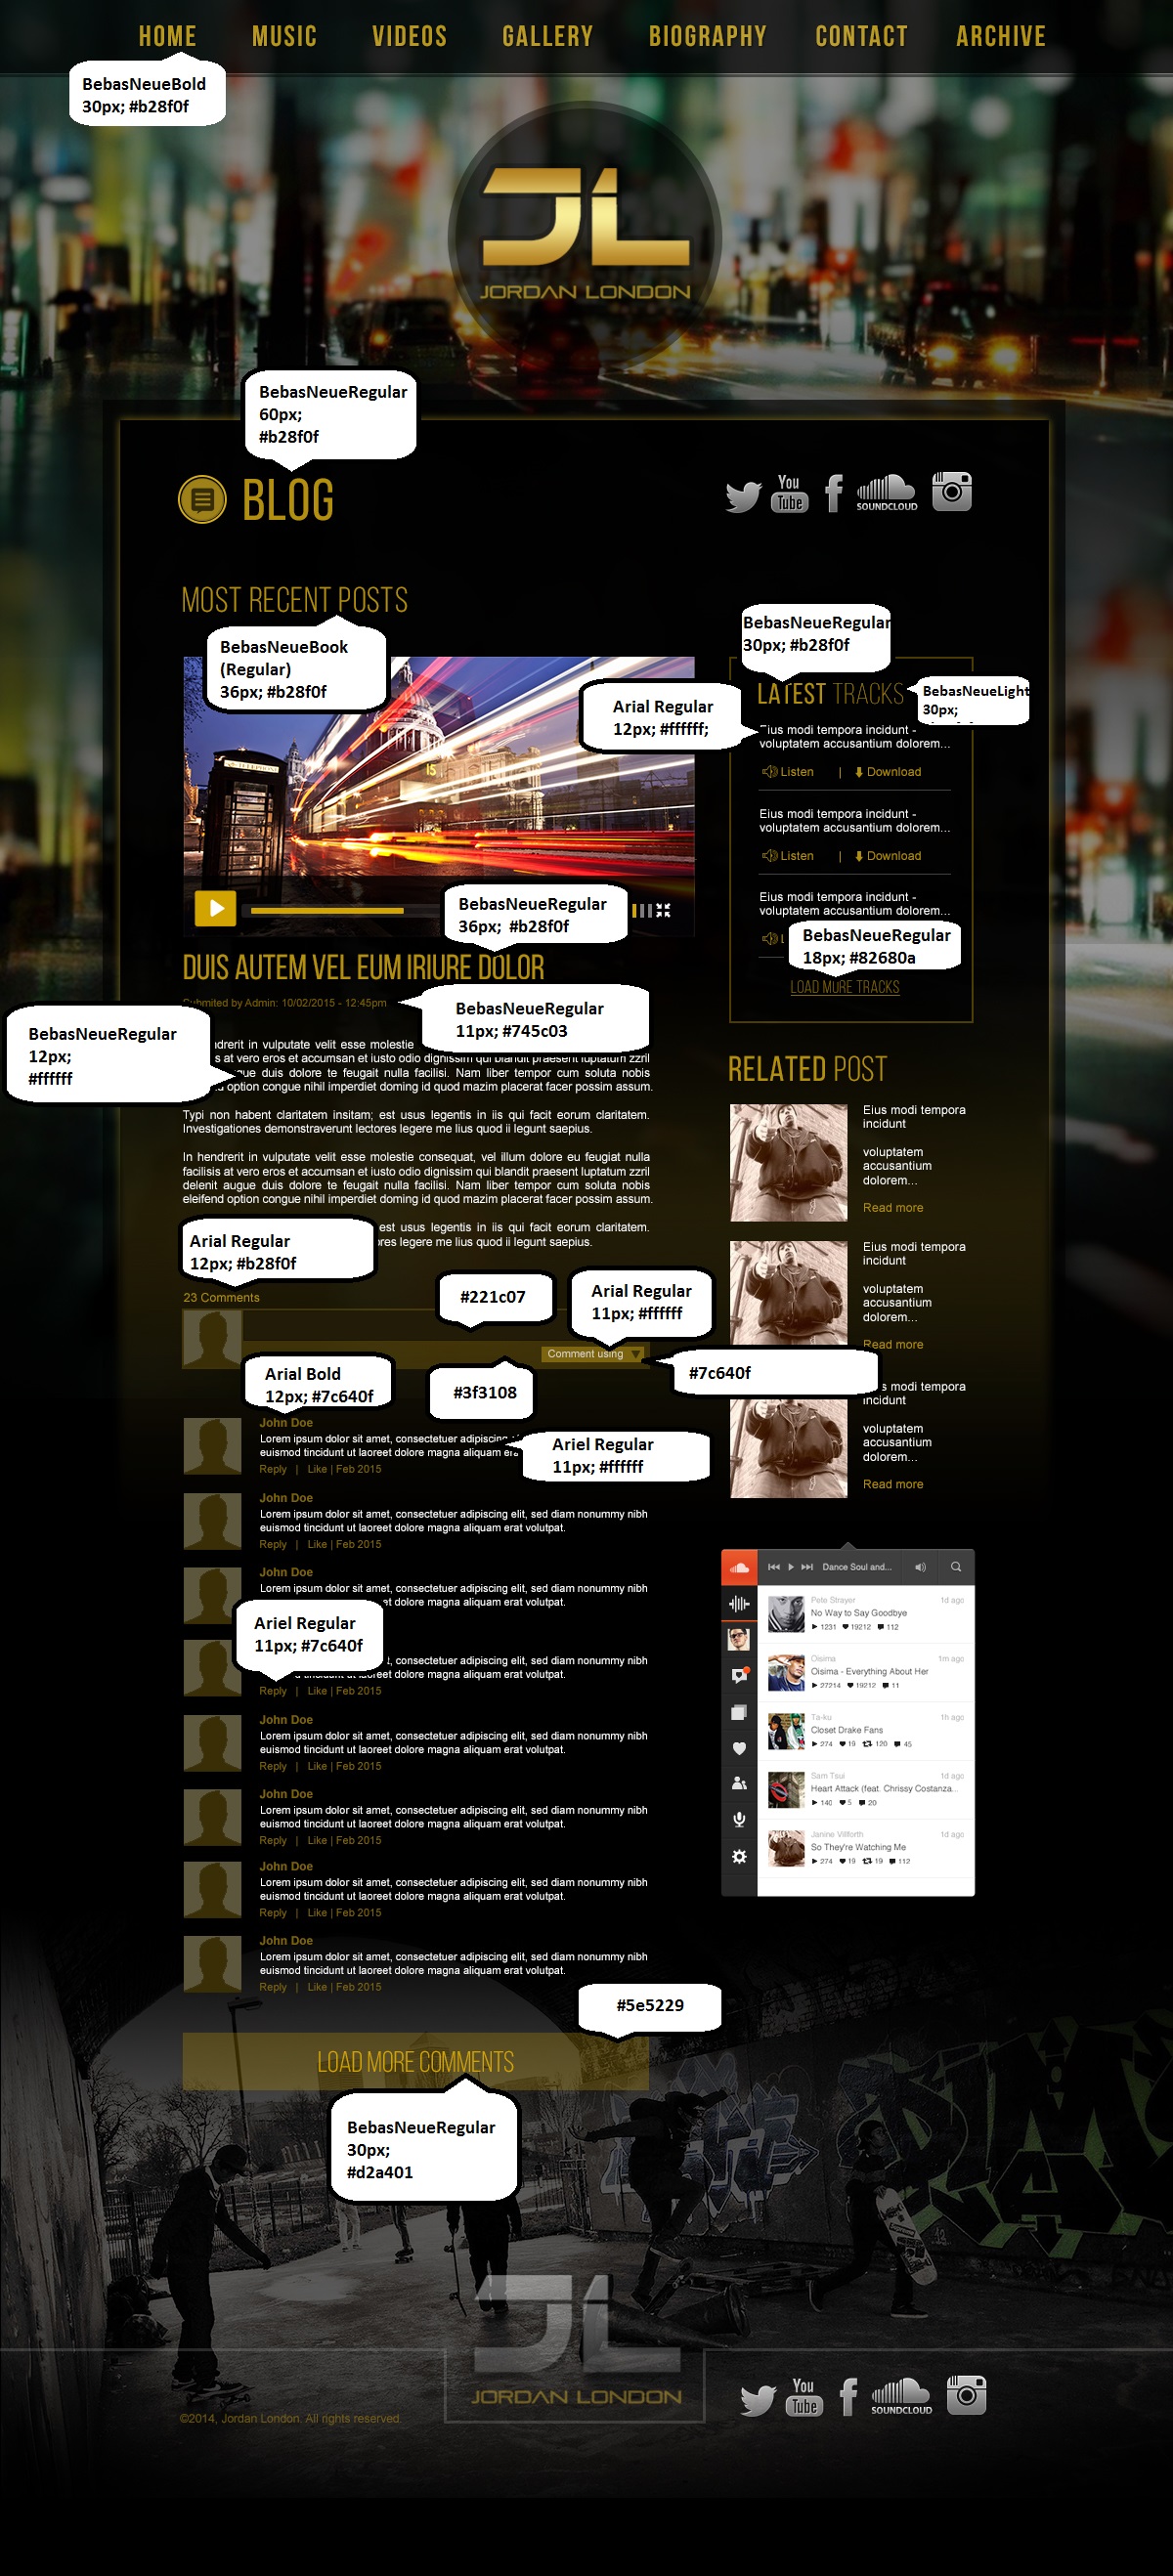 HOME MUSIC VIDEOS GALLERY BIOGRAPHY CONTACT ARCHIVE
BebasNeueBold
30px; #b28f0f
JL
JORDAN LONDON
BebasNeueRegular
60px;
#b28f0f
BLOG
You
Tube
SOUNDCLOUD
MOST RECENT POSTS
BebasNeueBook
(Regular)
36px; #b28f0f
TELEPHONE
BebasNeueRegular
36px; #b28f0f
DUIS AUTEM VEL EUM IRIURE DOLOR
Submited by Admin: 10/02/2015 - 12:45pm
BebasNeueRegular
11px; #745c03
BebasNeueRegular
12px;
#ffffff
in vulputate velit esse molestie
s at vero eros et accumsan et iusto odio dignissim qui blandit praesent luptatum zzril
duis dolore te feugait nulla facilisi. Nam liber tempor cum soluta nobis
option congue nihil imperdiet doming id quod mazim placerat facer possim assum.
Typi non habent claritatem insitam; est usus legentis in iis qui facit eorum claritatem.
Investigationes demonstraverunt lectores legere me lius quod ii legunt saepius.
In hendrerit in vulputate velit esse molestie consequat, vel illum dolore eu feugiat nulla
facilisis at vero eros et accumsan et iusto odio dignissim qui blandit praesent luptatum zzril
delenit augue duis dolore te feugait nulla facilisi. Nam liber tempor cum soluta nobis
eleifend option congue nihil imperdiet doming id quod mazim placerat facer possim assum.
est usus legentis in iis qui facit eorum claritatem.
legere me lius quod ii legunt saepius.
Arial Regular
12px; #b28f0f
23 Comments
#221c07
Arial Regular
11px; #ffffff
Comment using
#7c640f
Arial Bold
12px; #7c640f
#3f3108
John Doe
Lorem ipsum dolor sit amet, consectetuer adipiscing
euismod tincidunt ut laoreet dolore magna aliquam
Reply | Like | Feb 2015
Ariel Regular
11px; #ffffff
John Doe
Lorem ipsum dolor sit amet, consectetuer adipiscing elit, sed diam nonummy nibh
euismod tincidunt ut laoreet dolore magna aliquam erat volutpat.
Reply | Like | Feb 2015
John Doe
Lorem ipsum dolor sit amet, consectetuer adipiscing elit, sed diam nonummy nibh
et dolore magna aliquam erat volutpat.
Ariel Regular
11px; #7c640f
, consectetuer adipiscing elit, sed diam nonummy nibh
dolore magna aliquam erat volutpat.
Reply | Like | Feb 2015
John Doe
Lorem ipsum dolor sit amet, consectetuer adipiscing elit, sed diam nonummy nibh
euismod tincidunt ut laoreet dolore magna aliquam erat volutpat.
Reply | Like | Feb 2015
John Doe
Lorem ipsum dolor sit amet, consectetuer adipiscing elit, sed diam nonummy nibh
euismod tincidunt ut laoreet dolore magna aliquam erat volutpat.
Reply | Like | Feb 2015
John Doe
Lorem ipsum dolor sit amet, consectetuer adipiscing elit, sed diam nonummy nibh
euismod tincidunt ut laoreet dolore magna aliquam erat volutpat.
Reply | Like | Feb 2015
John Doe
Lorem ipsum dolor sit amet, consectetuer adipiscing elit, sed diam nonummy nibh
euismod tincidunt ut laoreet dolore magna aliquam erat volutpat.
Reply | Like | Feb 2015
#5e5229
LOAD MORE COMMENTS
BebasNeueRegular
30px;
#d2a401
BebasNeueRegular
30px; #b28f0f
LATEST TRACKS
BebasNeueLight
30px;
Arial Regular
12px; #ffffff;
Eius modi tempora incidunt -
voluptatem accusantium dolorem...
Listen | Download
Eius modi tempora incidunt -
voluptatem accusantium dolorem...
Listen | Download
Eius modi tempora incidunt -
voluptatem accusantium dolorem...
BebasNeueRegular
18px; #82680a
LOAD MURE TRACKS
RELATED POST
Eius modi tempora
incidunt
voluptatem
accusantium
dolorem...
Read more
Eius modi tempora
incidunt
voluptatem
accusantium
dolorem...
Read more
modi tempora
incidunt
voluptatem
accusantium
dolorem...
Read more
Dance Soul and...
Pete Strayer 1d ago
No Way to Say Goodbye
1231 19212 112
Oisima 1m ago
Oisima - Everything About Her
27214 19212 11
Ta-ku 1h ago
Closet Drake Fans
274 19 120 45
Sam Tsui 1d ago
Heart Attack (feat. Chrissy Costanza...
140 5 20
Janine Villforth 1d ago
So They're Watching Me
274 19 19 112
JL
JORDAN LONDON
©2014, Jordan London. All rights reserved.
You
Tube
SOUNDCLOUD